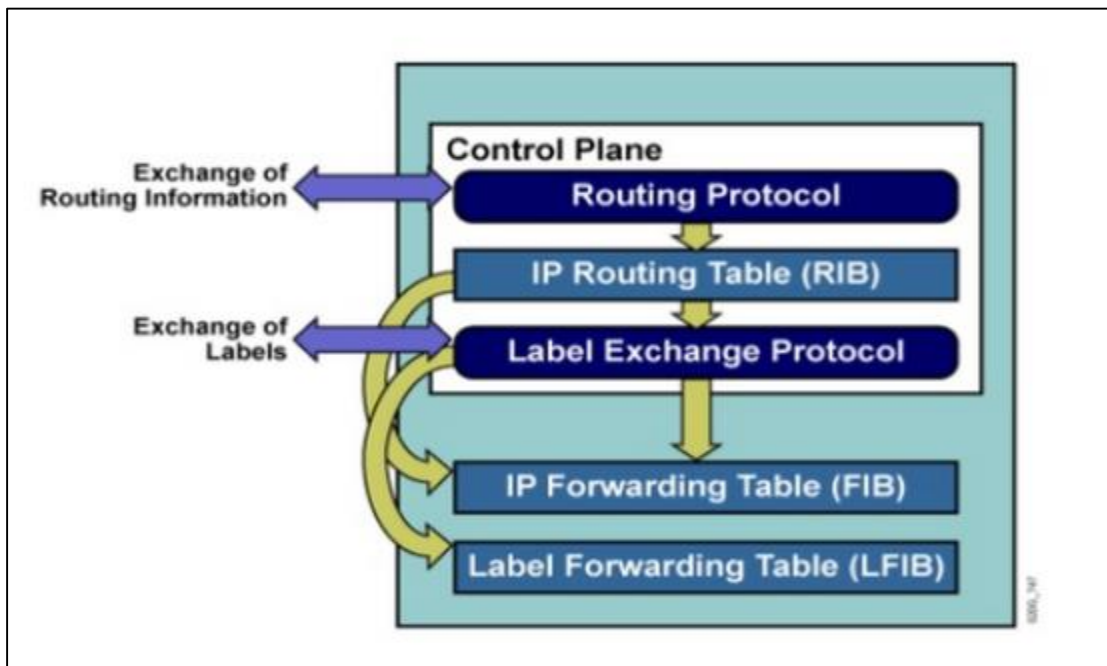 Control Plane
Exchange of
Routing Information
Routing Protocol
IP Routing Table (RIB)
Exchange of
Labels
Label Exchange Protocol
IP Forwarding Table (FIB)
Label Forwarding Table (LFIB)